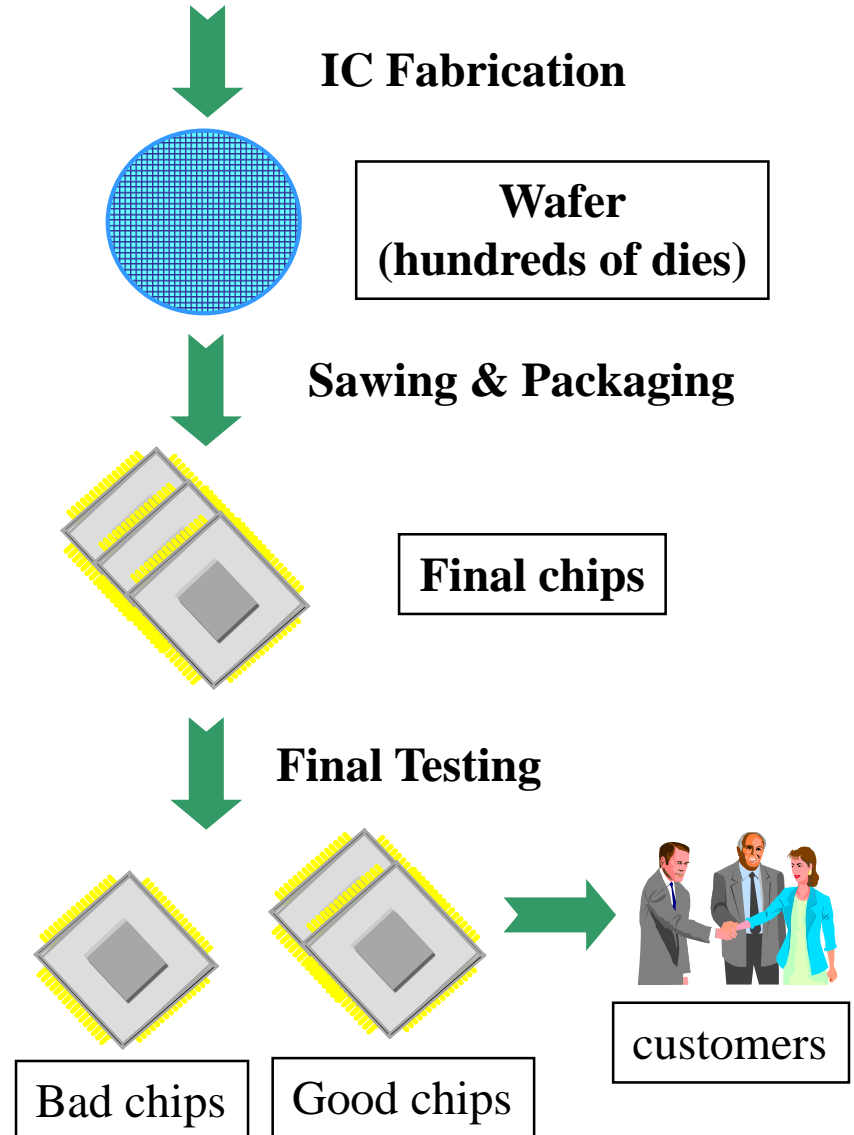 IC Fabrication
Wafer
(hundreds of dies)
Sawing & Packaging
Final chips
Final Testing
Bad chips
Good chips
customers